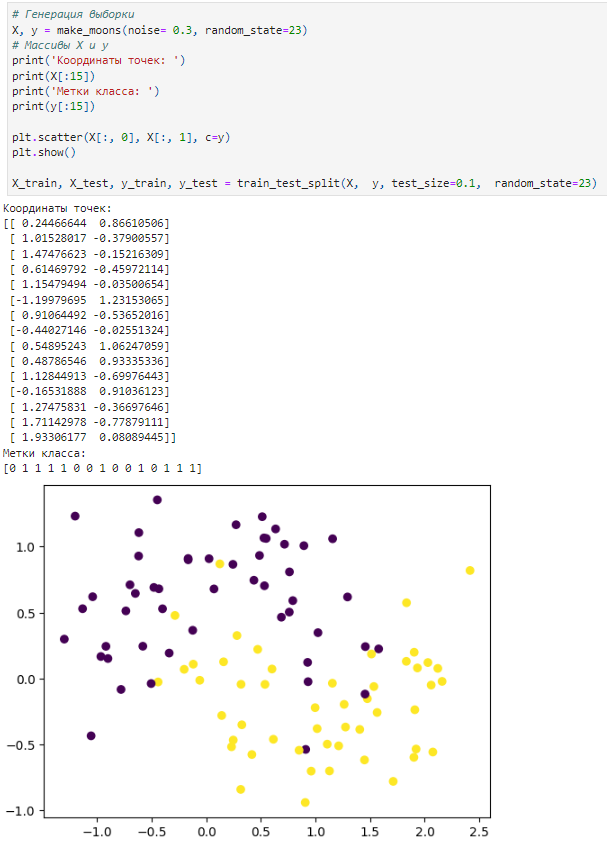 # Генерация выборки
X, y = make_moons(noise= 0.3, random_state=23)
# Массивы X и y
print('Координаты точек: ')
print(X[:15])
print('Метки класса: ')
print(y[:15])
plt.scatter(X[:, 0], X[:, 1], c=y)
plt.show()
X_train, X_test, y_train, y_test = train_test_split(X,  y, test_size=0.1,  random_state=23)
Координаты точек:
[[ 0.24466644  0.86610506]
 [ 1.01528017 -0.37900557]
 [ 1.47476623 -0.15216309]
 [ 0.61469792 -0.45972114]
 [ 1.15479494 -0.03500654]
 [-1.19979695  1.23153065]
 [ 0.91064492 -0.53652016]
 [-0.44027146 -0.02551324]
 [ 0.54895243  1.06247059]
 [ 0.48786546  0.93335336]
 [ 1.12844913 -0.69976443]
 [-0.16531888  0.91036123]
 [ 1.27475831 -0.36697646]
 [ 1.71142978 -0.77879111]
 [ 1.93306177  0.08089445]]
Метки класса:
[0 1 1 1 1 0 0 1 0 0 1 0 1 1 1]
1.0
0.5
0.0
−0.5
−1.0
−1.0 −0.5 0.0 0.5 1.0 1.5 2.0 2.5